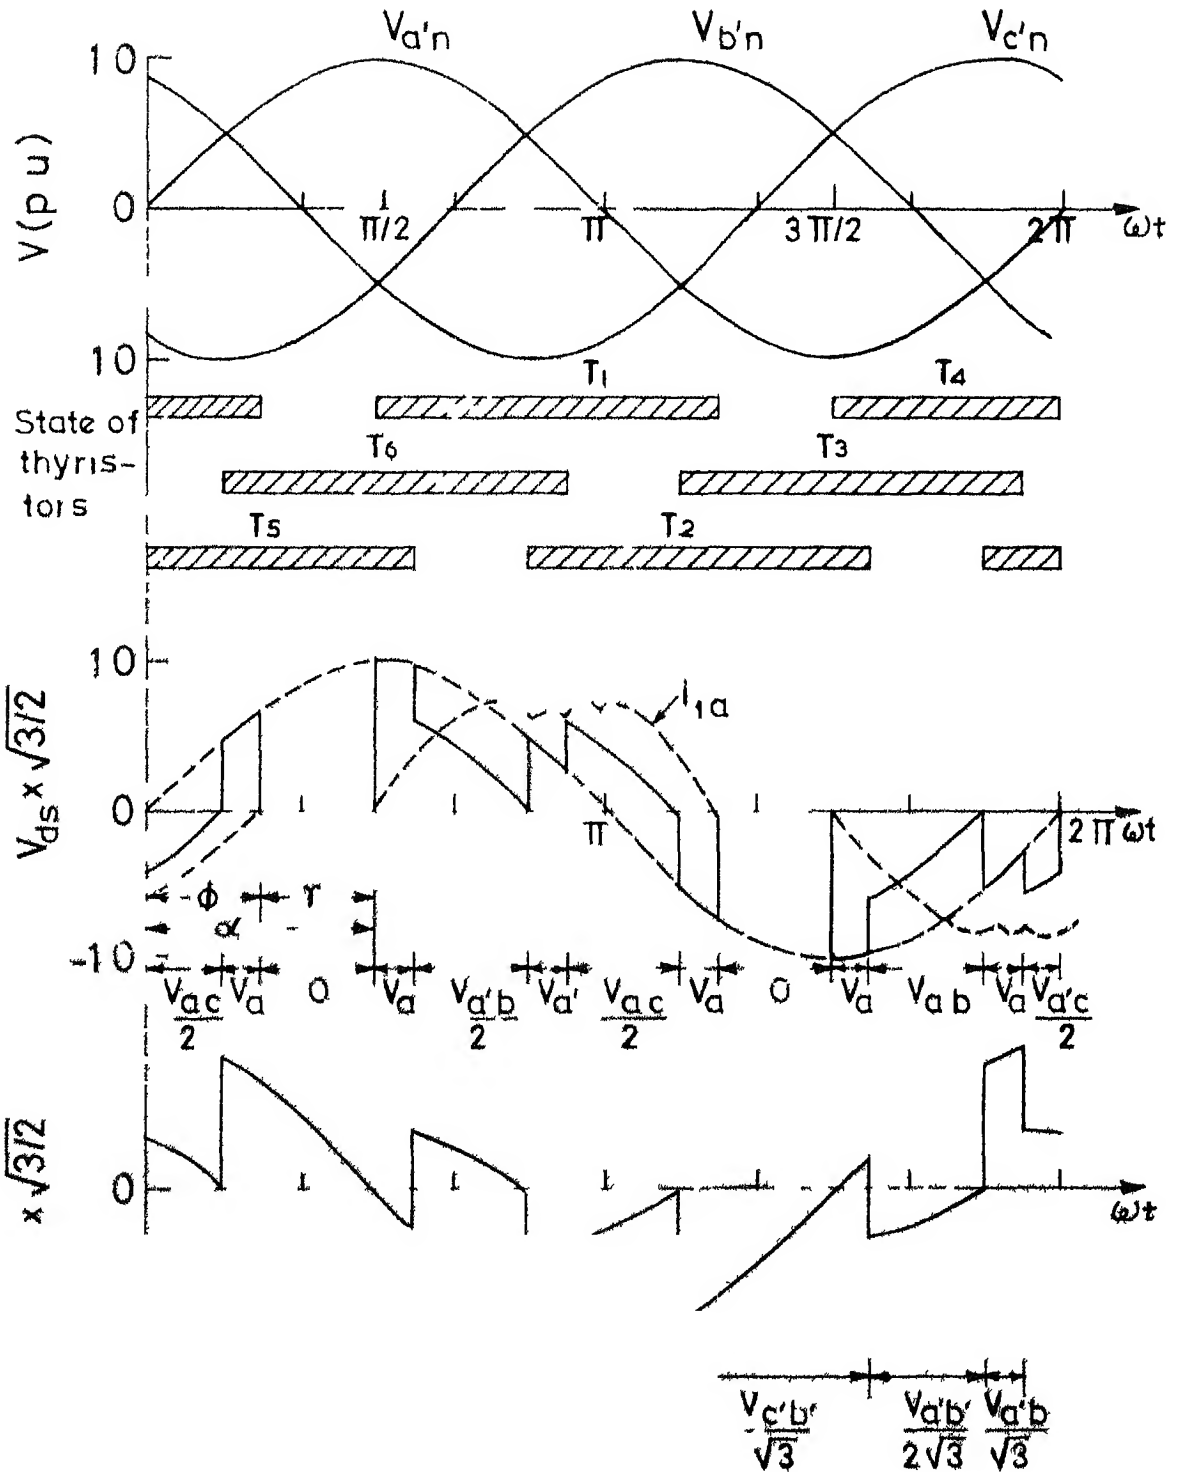 Va'n Vb'n Vc'n
10
V (p u)
0
π/2 π 3π/2 2π ωt
10
T1 T4
State of
thyris-
tors
T6 T3
T5 T2
10
I1a
Vds × √3/2
0
π 2π ωt
ϕ γ
α
-10
Vac/2 Va 0 Va Va'b/2 Va' Vac/2 Va 0 Va Vab Va Va'c/2
× √3/2
0
ωt
-Vc'b'/√3 Va'b'/2√3 Va'b/√3